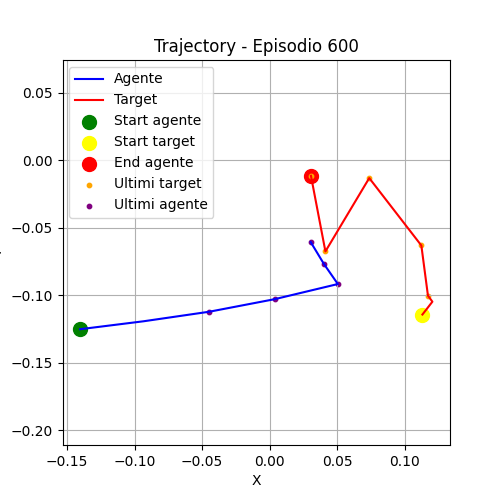 Trajectory - Episodio 600
Agente
Target
Start agente
Start target
End agente
Ultimi target
Ultimi agente
0.05
0.00
−0.05
−0.10
−0.15
−0.20
−0.15 −0.10 −0.05 0.00 0.05 0.10
X